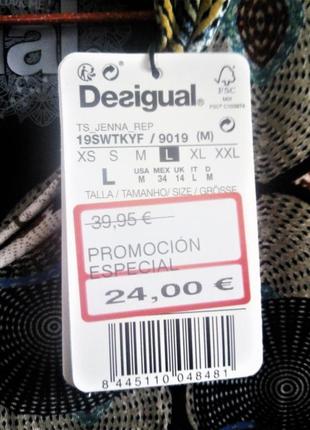 Desigual®
FSC
TS_JENNA_REP
19SWTKYF / 9019 (M)
XS S M L XL XXL
L USA MEX UK IT D
M 34 14 L M
TALLA / TAMANHO / SIZE / GRÖSSE
39,95 €
PROMOCIÓN
ESPECIAL
24,00 €
8 445110 048481